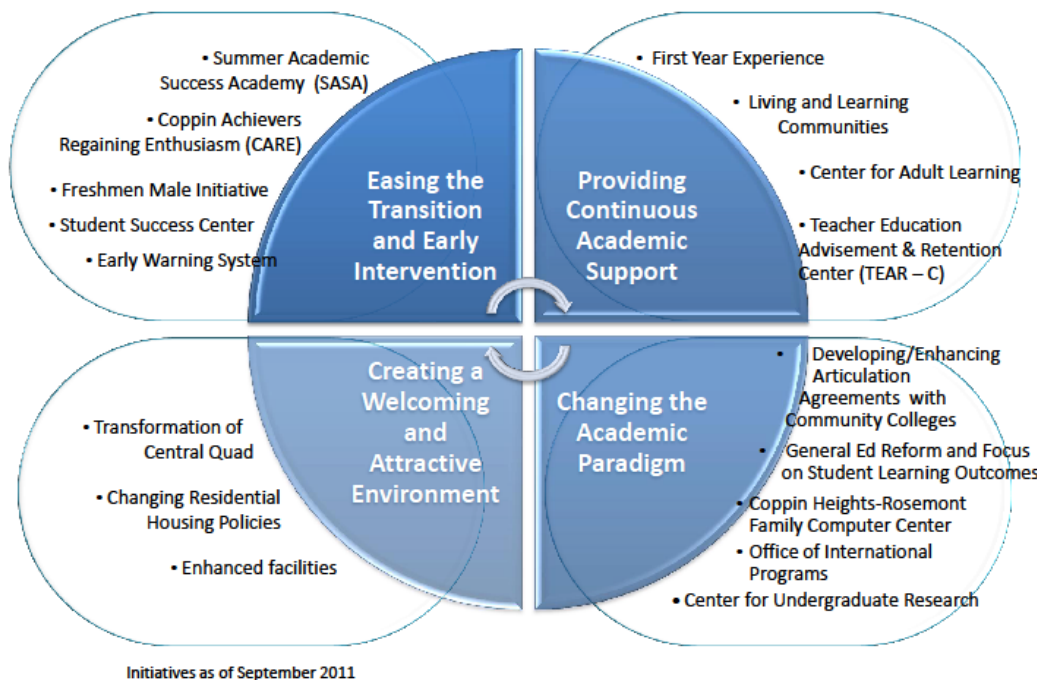 • Summer Academic
Success Academy (SASA)
• Coppin Achievers
Regaining Enthusiasm (CARE)
• Freshmen Male Initiative
• Student Success Center
• Early Warning System
Easing the
Transition
and Early
Intervention
Providing
Continuous
Academic
Support
• First Year Experience
• Living and Learning
Communities
• Center for Adult Learning
• Teacher Education
Advisement & Retention
Center (TEAR – C)
• Transformation of
Central Quad
• Changing Residential
Housing Policies
• Enhanced facilities
Creating a
Welcoming
and
Attractive
Environment
Changing the
Academic
Paradigm
• Developing/Enhancing
Articulation
Agreements with
Community Colleges
• General Ed Reform and Focus
on Student Learning Outcomes
• Coppin Heights-Rosemont
Family Computer Center
• Office of International
Programs
• Center for Undergraduate Research
Initiatives as of September 2011